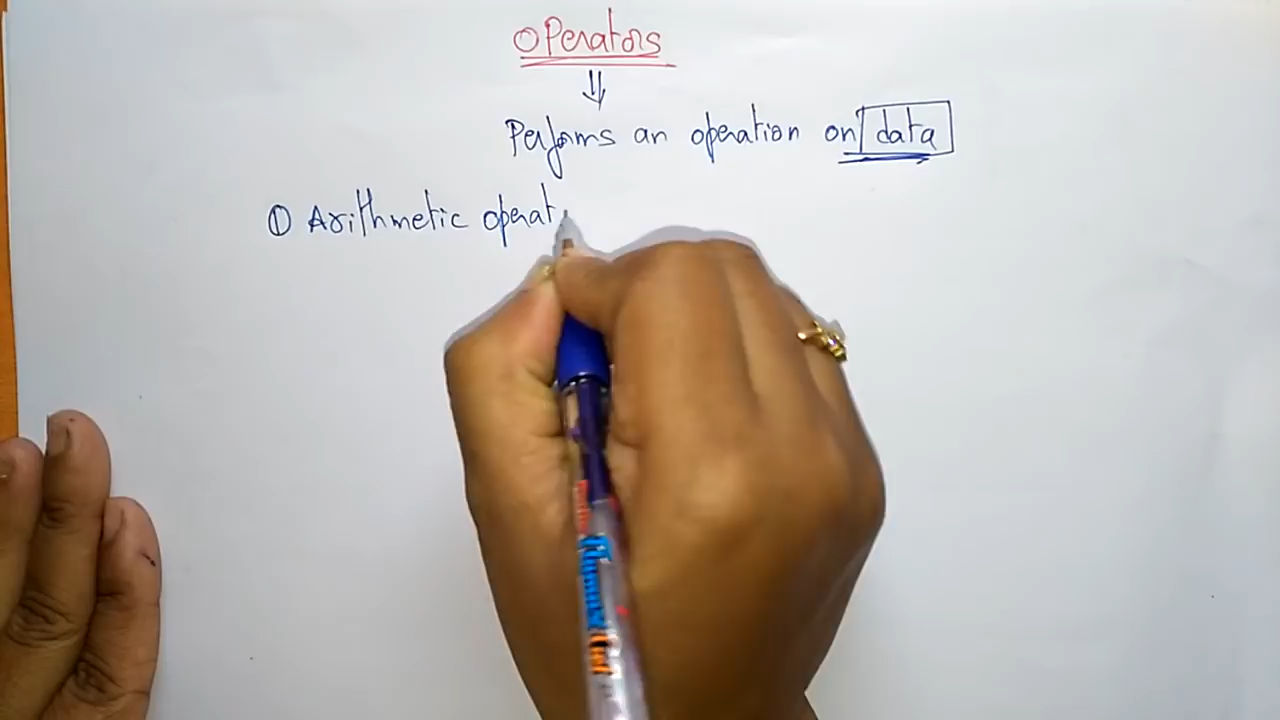 Operators
Performs an operation on data
① Arithmetic operat